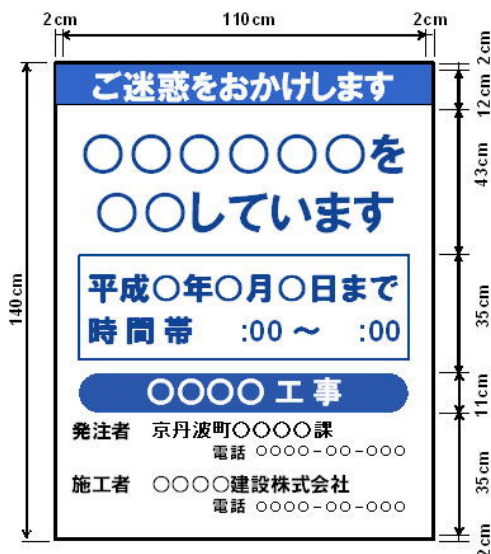 2cm 110cm 2cm
2cm
12cm
43cm
35cm
11cm
35cm
2cm
140cm
ご迷惑をおかけします
○○○○○○を
○○しています
平成○年○月○日まで
時間帯 :00～ :00
○○○○工事
発注者 京丹波町○○○○課
電話 ○○○○-○○-○○○
施工者 ○○○○建設株式会社
電話 ○○○○-○○-○○○